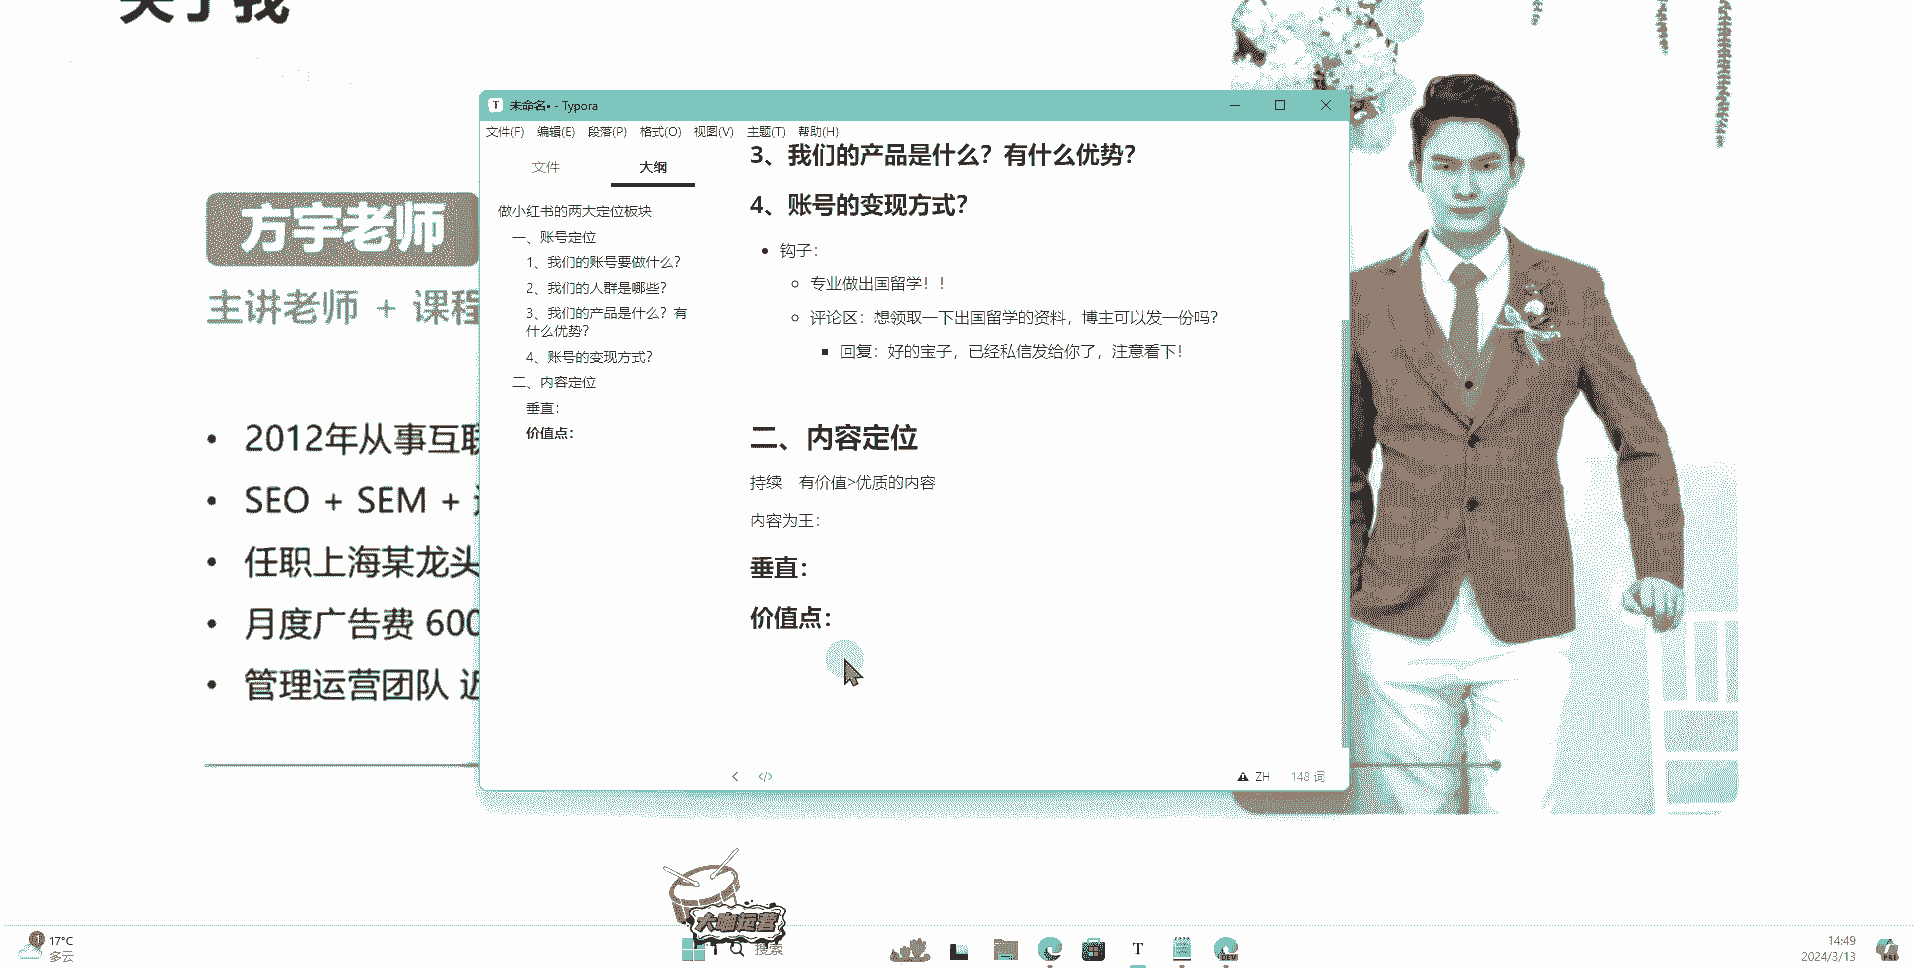 关于我
方宇老师
主讲老师 + 课程
2012年从事互联
SEO + SEM +
任职上海某龙头
月度广告费 600
管理运营团队 近
未命名• - Typora
文件(F) 编辑(E) 段落(P) 格式(O) 视图(V) 主题(T) 帮助(H)
文件 大纲
做小红书的两大定位板块
一、账号定位
1、我们的账号要做什么?
2、我们的人群是哪些?
3、我们的产品是什么? 有
什么优势?
4、账号的变现方式?
二、内容定位
垂直:
价值点:
3、我们的产品是什么? 有什么优势?
4、账号的变现方式?
钩子:
专业做出国留学! !
评论区: 想领取一下出国留学的资料, 博主可以发一份吗?
回复: 好的宝子, 已经私信发给你了, 注意看下!
二、内容定位
持续 有价值>优质的内容
内容为王:
垂直:
价值点:
</> ZH 148 词
大咖运营
1
17°C
多云
搜索
T
DEV
14:49
2024/3/13
PRE